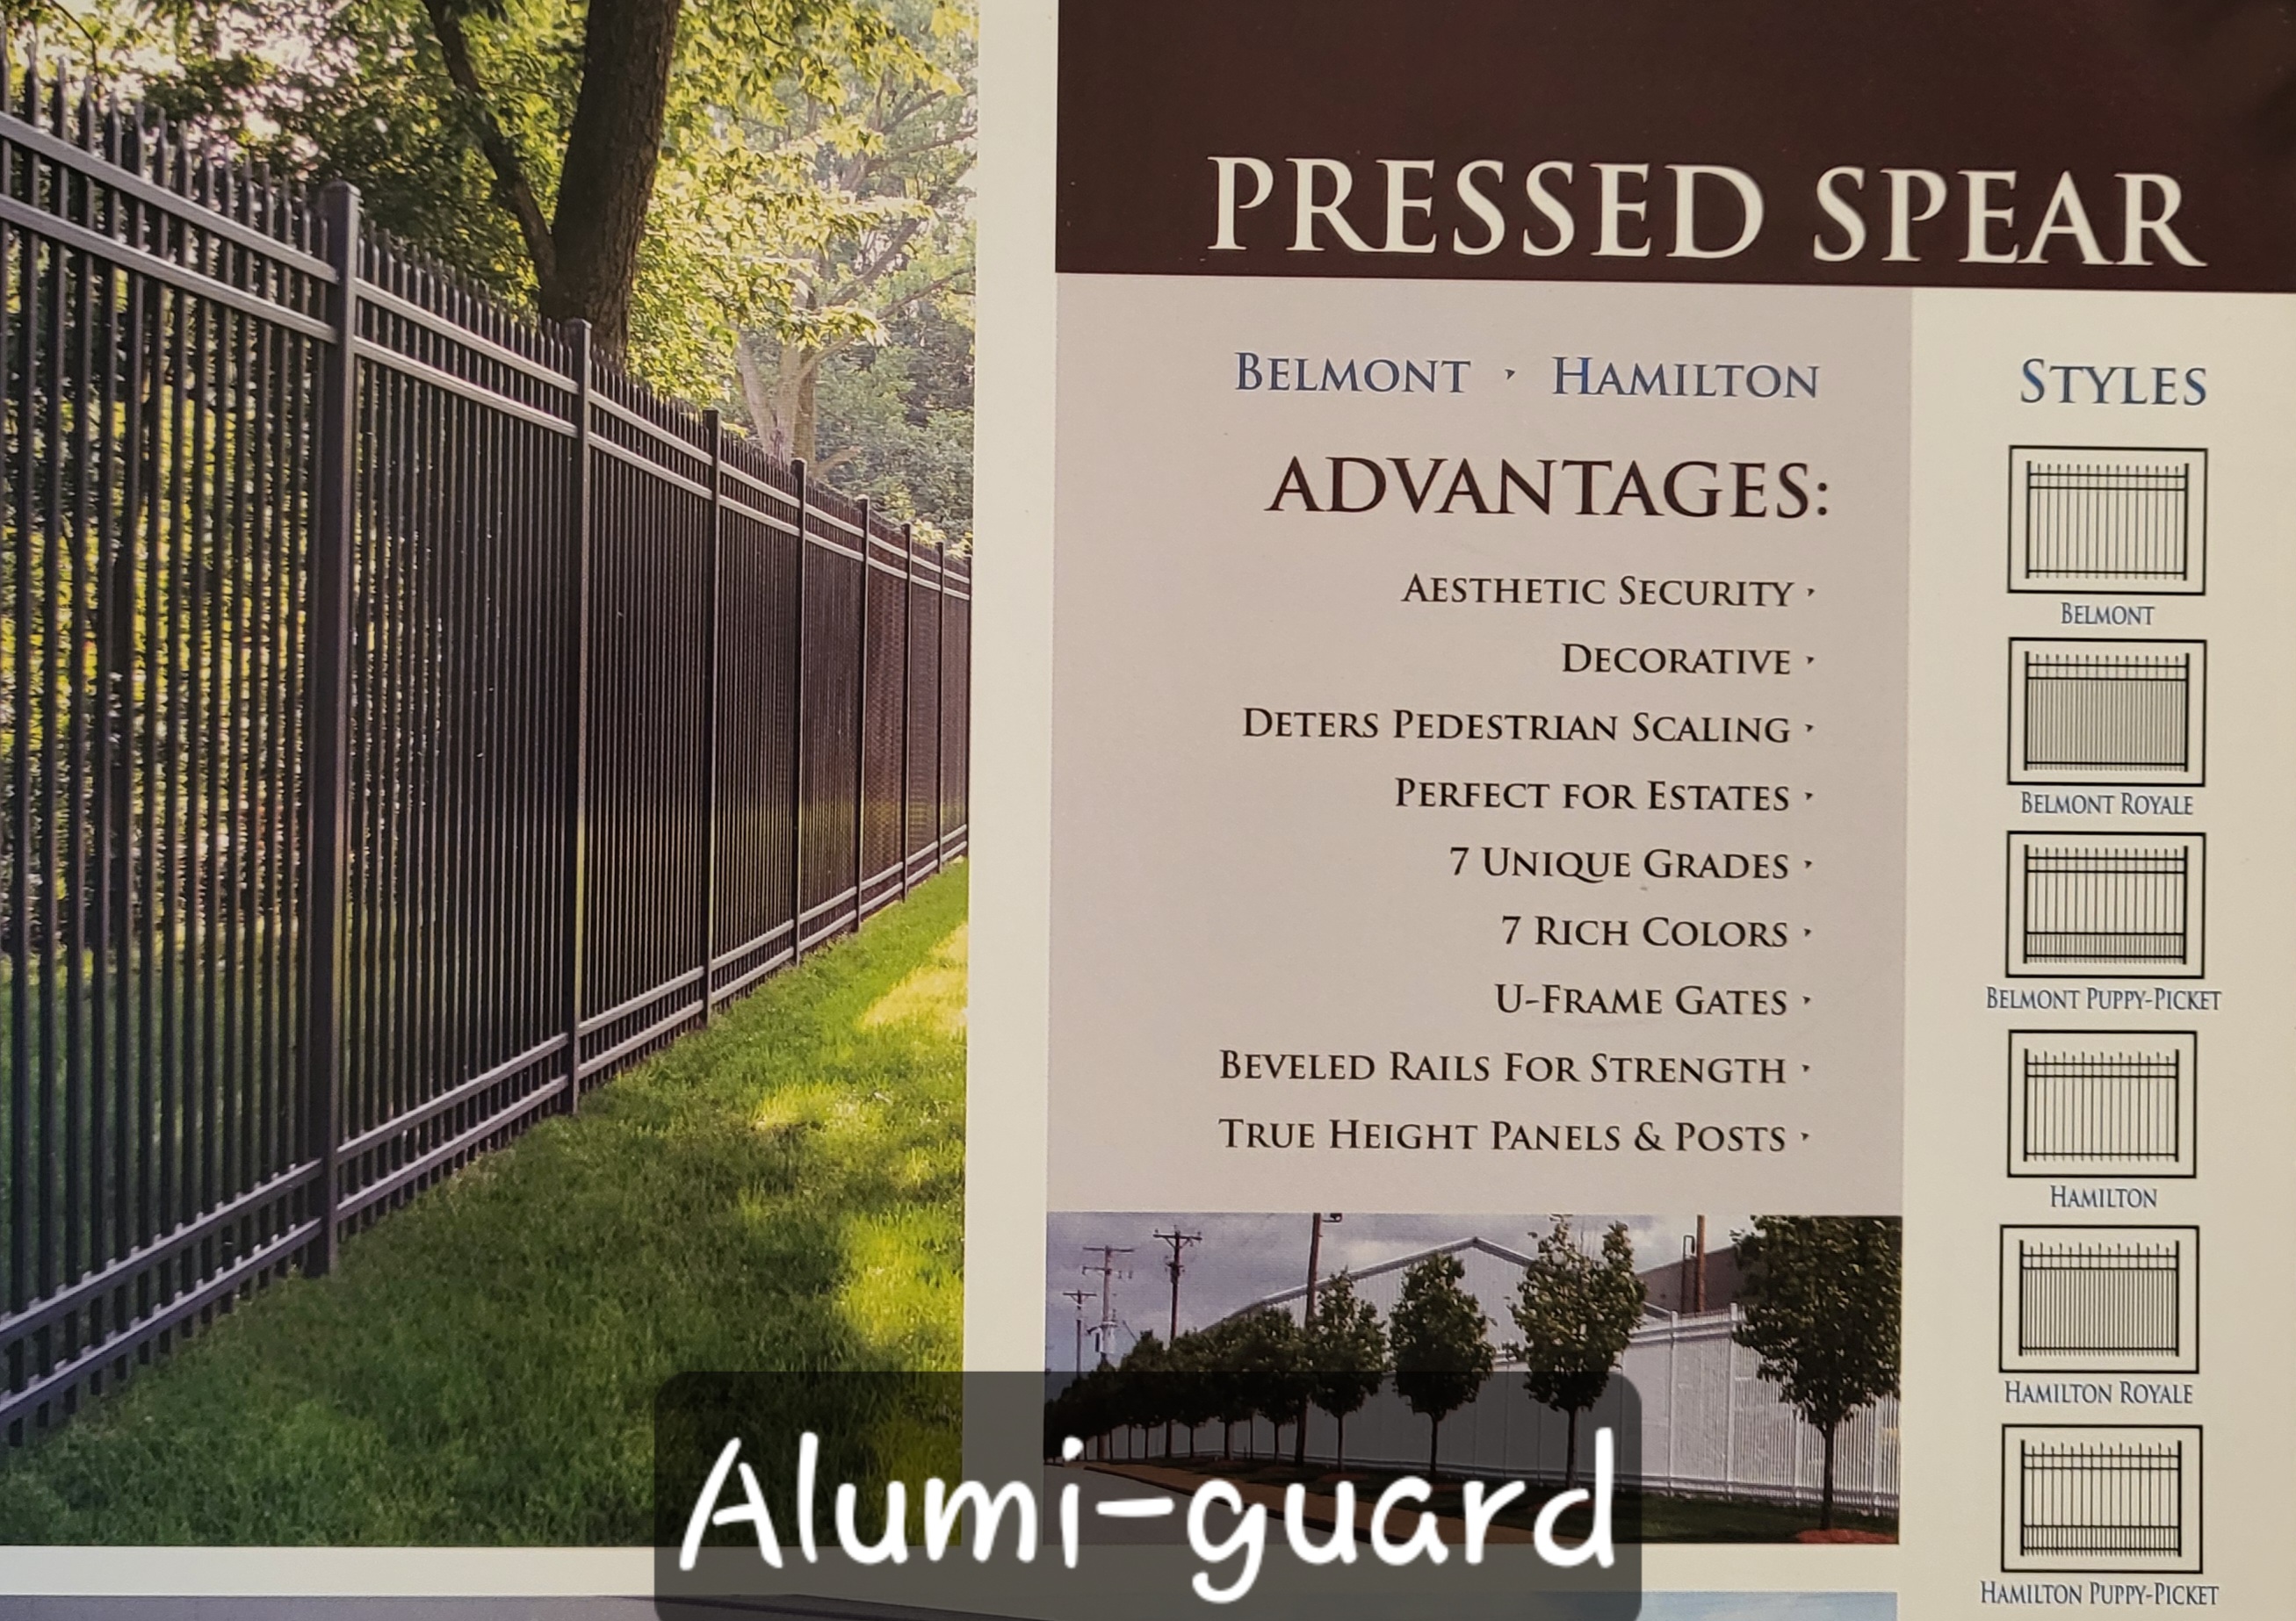 PRESSED SPEAR
BELMONT · HAMILTON
ADVANTAGES:
AESTHETIC SECURITY ·
DECORATIVE ·
DETERS PEDESTRIAN SCALING ·
PERFECT FOR ESTATES ·
7 UNIQUE GRADES ·
7 RICH COLORS ·
U-FRAME GATES ·
BEVELED RAILS FOR STRENGTH ·
TRUE HEIGHT PANELS & POSTS ·
STYLES
BELMONT
BELMONT ROYALE
BELMONT PUPPY-PICKET
HAMILTON
HAMILTON ROYALE
HAMILTON PUPPY-PICKET
Alumi-guard